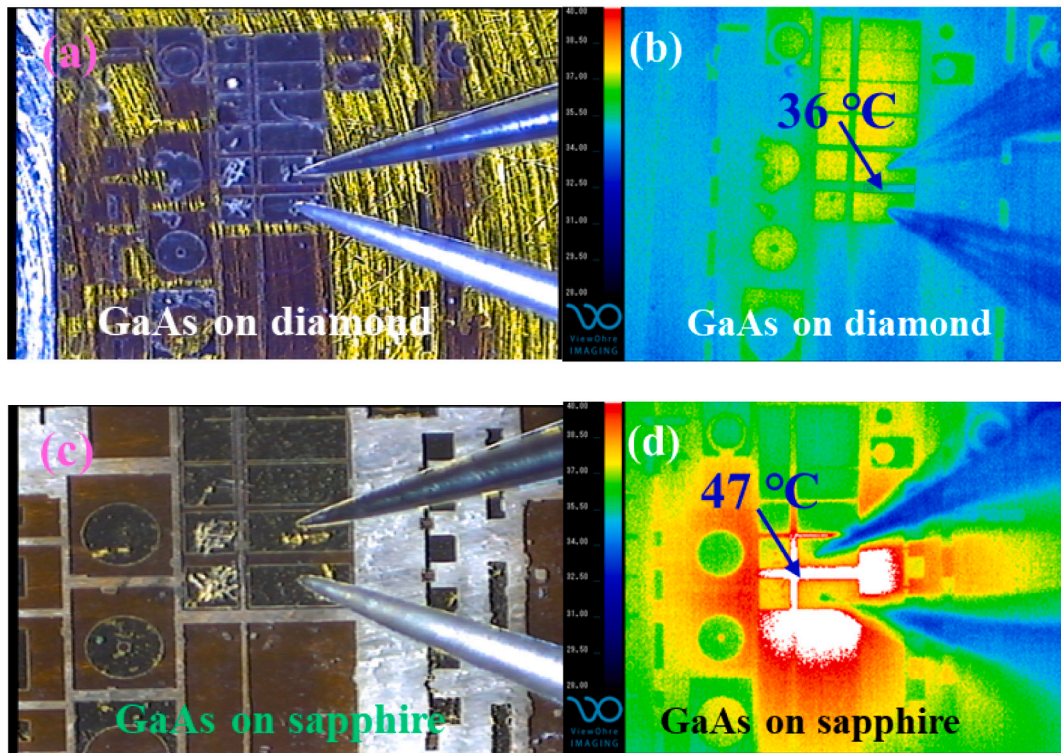 (a)
GaAs on diamond
40.00
38.50
37.00
35.50
34.00
32.50
31.00
29.50
28.00
ViewOhre
IMAGING
(b)
36 °C
GaAs on diamond
(c)
GaAs on sapphire
40.00
38.50
37.00
35.50
34.00
32.50
31.00
29.50
28.00
ViewOhre
IMAGING
(d)
47 °C
GaAs on sapphire